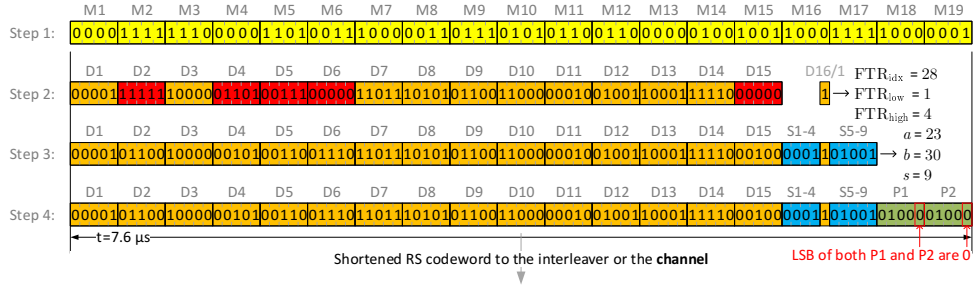 M1 M2 M3 M4 M5 M6 M7 M8 M9 M10 M11 M12 M13 M14 M15 M16 M17 M18 M19
Step 1: 0000 1111 1110 0000 1101 0011 1000 0011 0111 0101 1011 0110 0000 0100 1001 1000 1111 1000 0001
D1 D2 D3 D4 D5 D6 D7 D8 D9 D10 D11 D12 D13 D14 D15 D16/1
Step 2: 00001 11111 10000 01101 00111 00000 11011 10101 10110 11000 00010 01001 10001 11110 00000 1
FTRidx = 28
FTRlow = 1
FTRhigh = 4
D1 D2 D3 D4 D5 D6 D7 D8 D9 D10 D11 D12 D13 D14 D15 S1-4 S5-9
Step 3: 00001 01100 10000 00101 00110 01110 11011 10101 10110 11000 00010 01001 10001 11110 00100 0001 1 01001
a = 23
b = 30
s = 9
D1 D2 D3 D4 D5 D6 D7 D8 D9 D10 D11 D12 D13 D14 D15 S1-4 S5-9 P1 P2
Step 4: 00001 01100 10000 00101 00110 01110 11011 10101 10110 11000 00010 01001 10001 11110 00100 0001 1 01001 01000 01000
t=7.6 µs
Shortened RS codeword to the interleaver or the channel
LSB of both P1 and P2 are 0